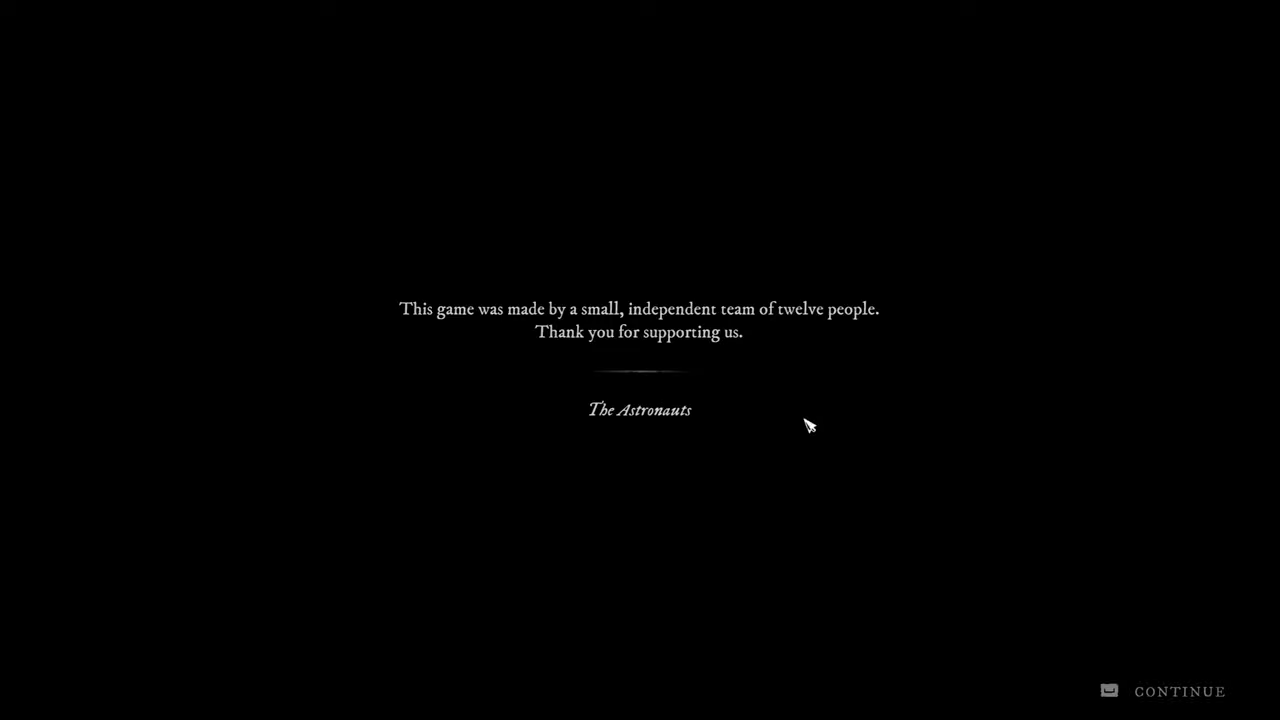 This game was made by a small, independent team of twelve people.
Thank you for supporting us.
The Astronauts
CONTINUE